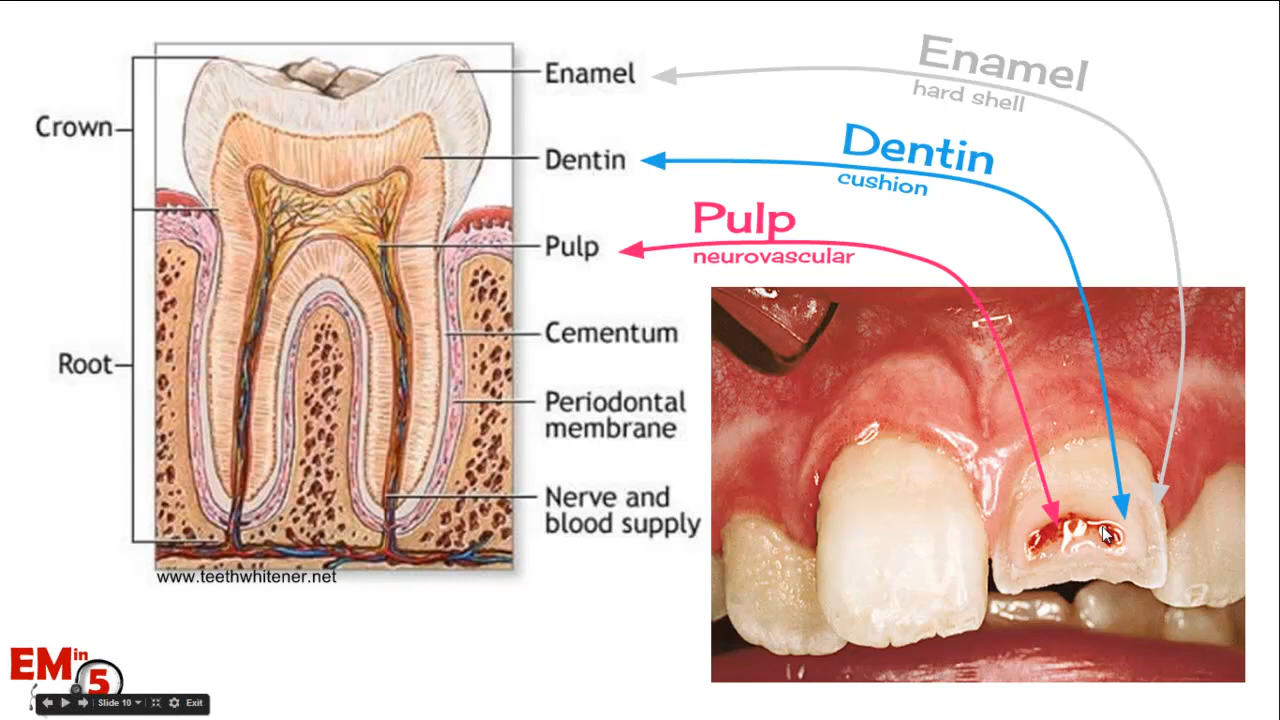 Enamel
hard shell
Dentin
cushion
Pulp
neurovascular
Crown
Root
Enamel
Dentin
Pulp
Cementum
Periodontal
membrane
Nerve and
blood supply
www.teethwhitener.net
EM in
5
Slide 10
Exit